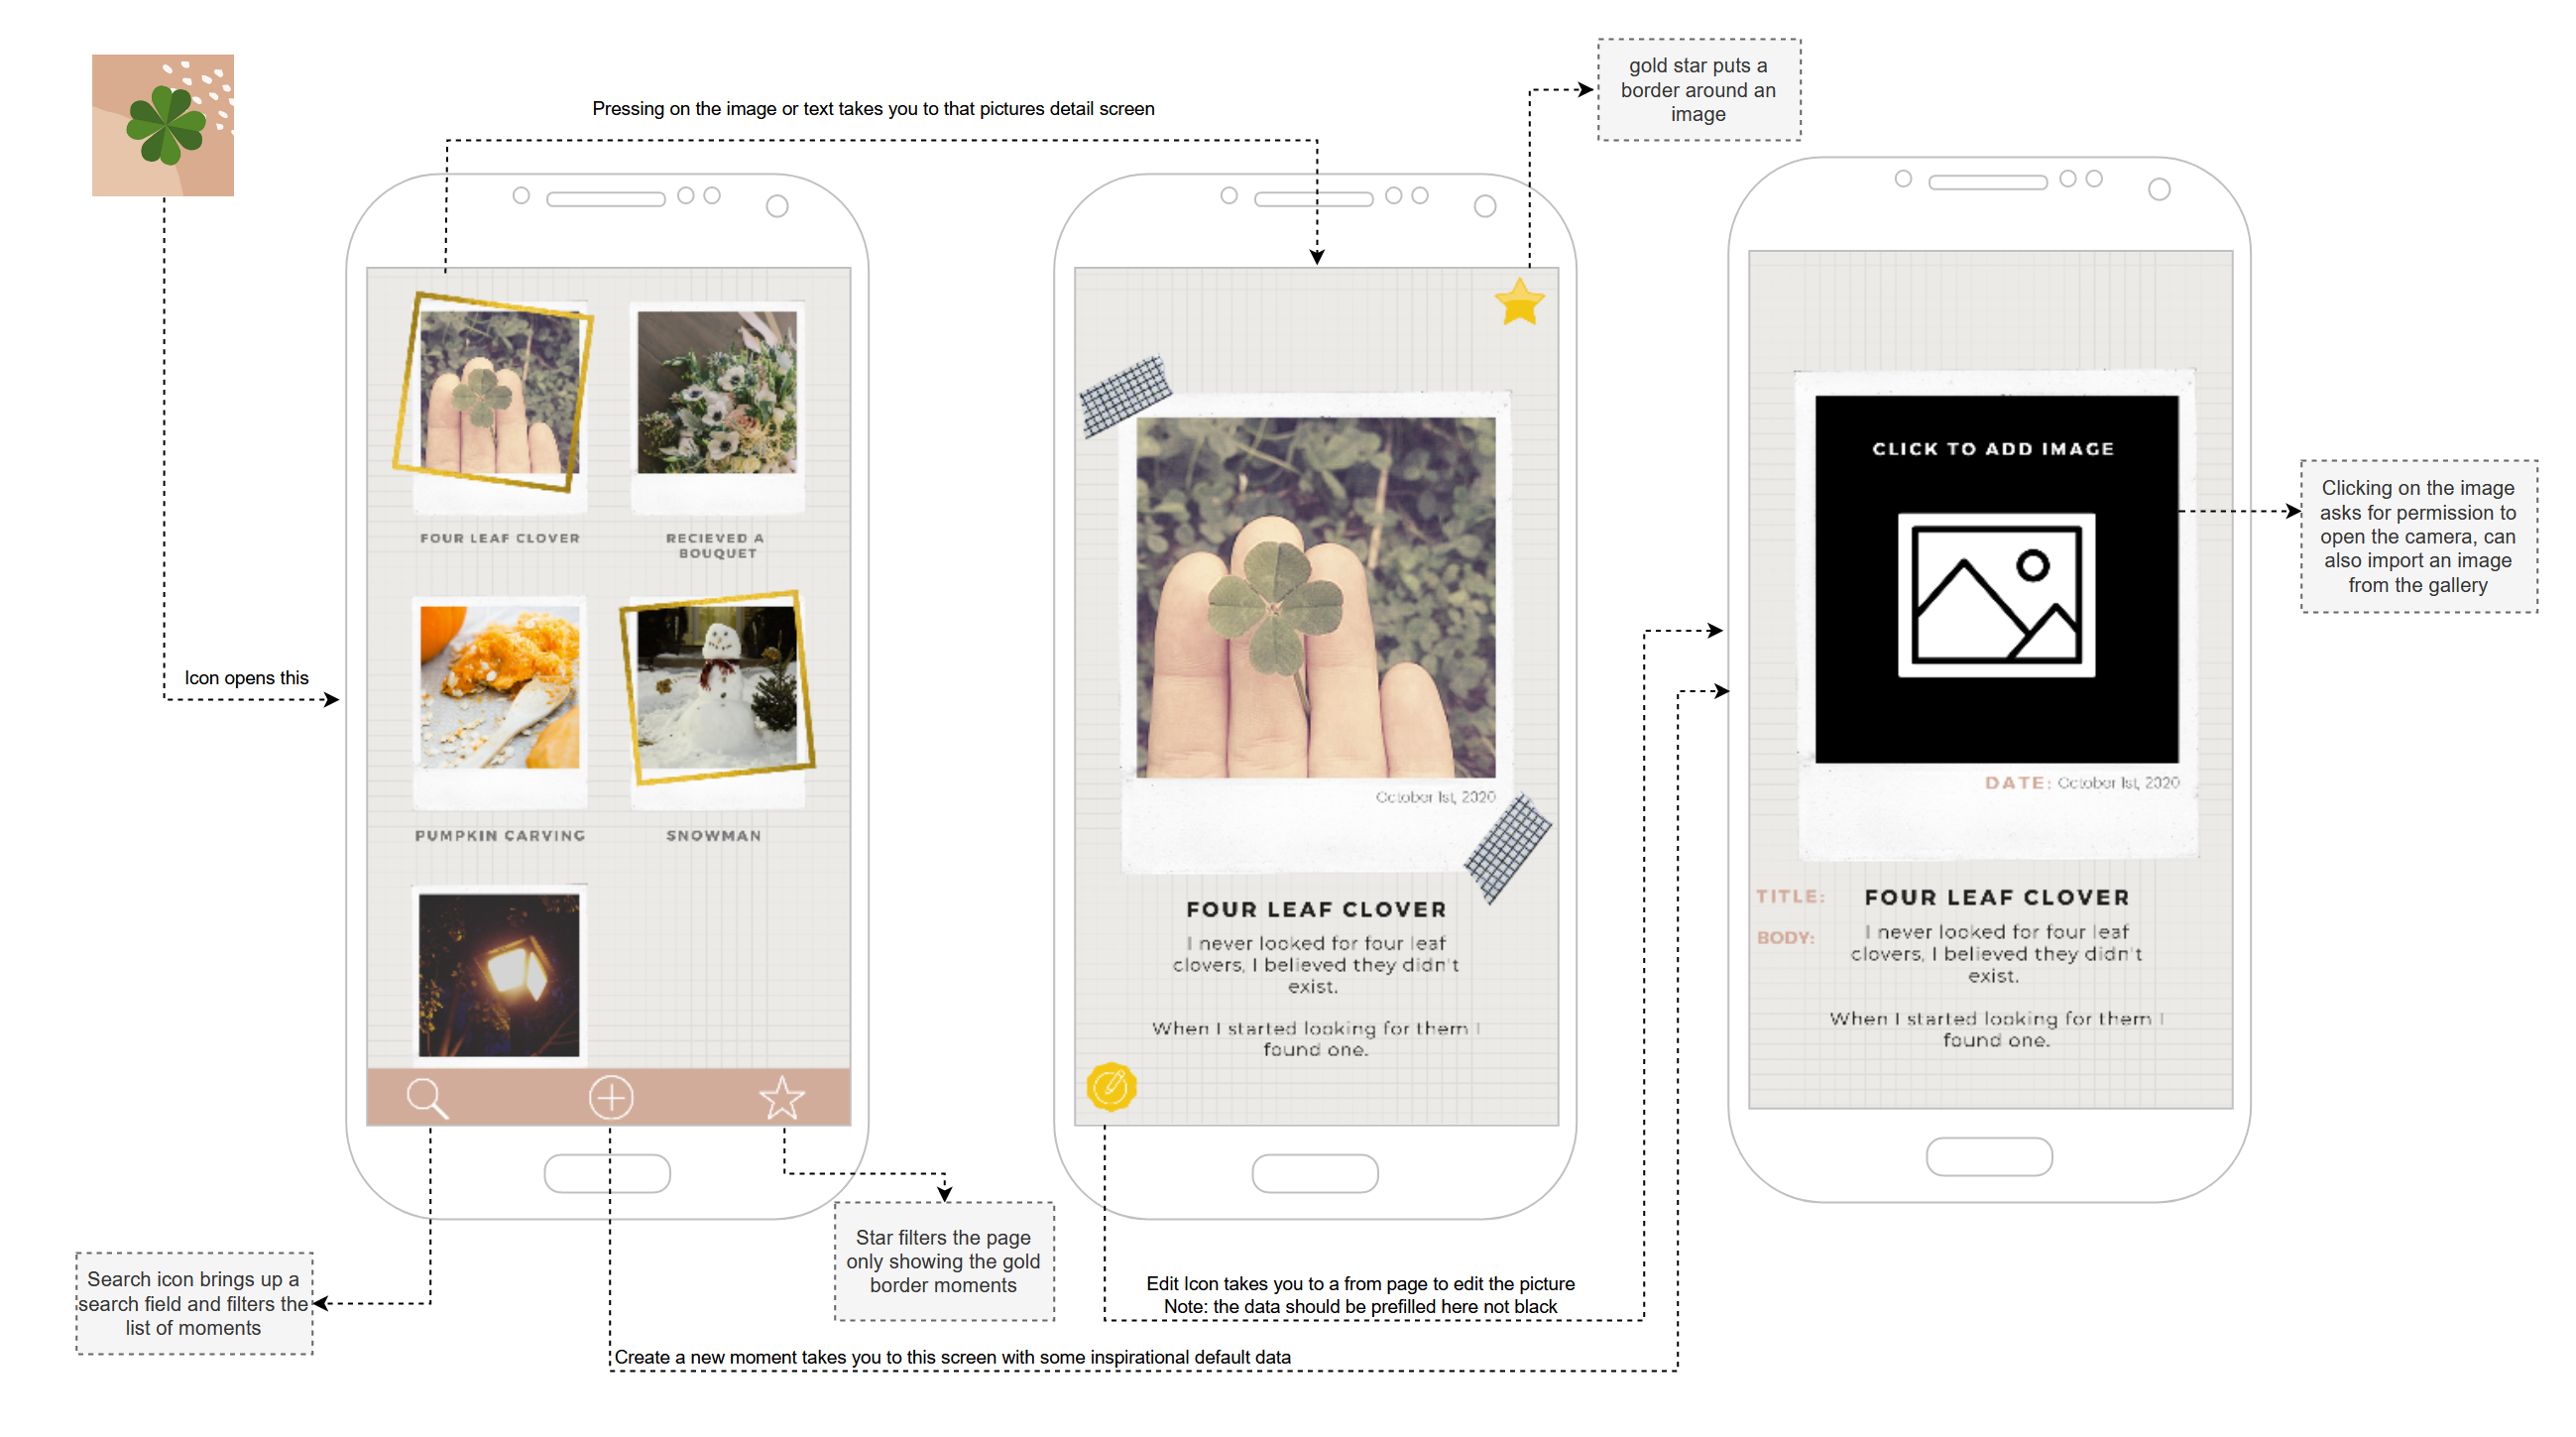 gold star puts a
border around an
image
Pressing on the image or text takes you to that pictures detail screen
Icon opens this
FOUR LEAF CLOVER
RECIEVED A
BOUQUET
PUMPKIN CARVING
SNOWMAN
October 1st, 2020
FOUR LEAF CLOVER
I never looked for four leaf
clovers, I believed they didn't
exist.
When I started looking for them I
found one.
CLICK TO ADD IMAGE
DATE: October 1st, 2020
TITLE: FOUR LEAF CLOVER
BODY: I never looked for four leaf
clovers, I believed they didn't
exist.
When I started looking for them I
found one.
Clicking on the image
asks for permission to
open the camera, can
also import an image
from the gallery
Star filters the page
only showing the gold
border moments
Search icon brings up a
search field and filters the
list of moments
Edit Icon takes you to a from page to edit the picture
Note: the data should be prefilled here not black
Create a new moment takes you to this screen with some inspirational default data